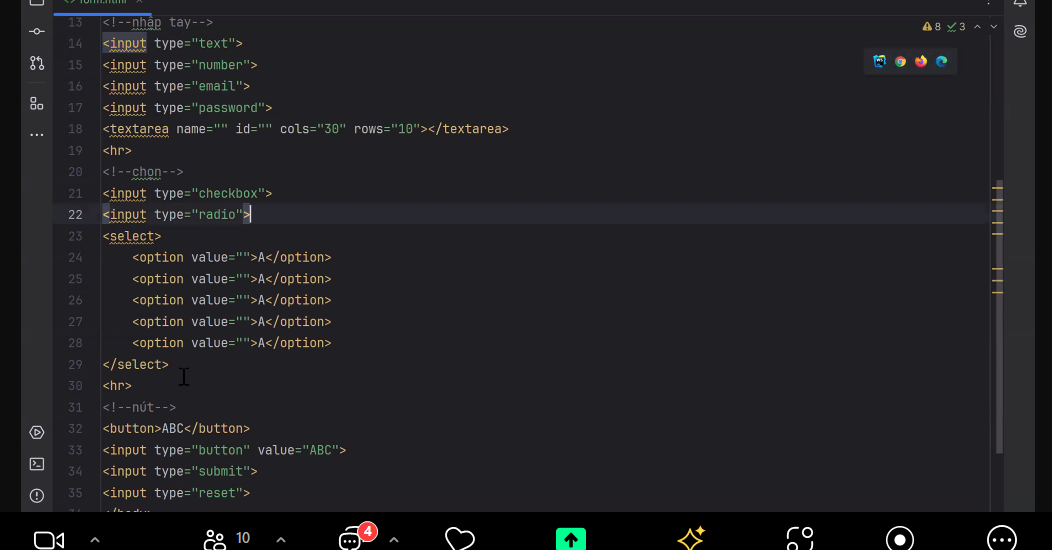 form.html
13 <!--nhập tay-->
8 3
14 <input type="text">
15 <input type="number">
16 <input type="email">
17 <input type="password">
18 <textarea name="" id="" cols="30" rows="10"></textarea>
19 <hr>
20 <!--chọn-->
21 <input type="checkbox">
22 <input type="radio">
23 <select>
24 <option value="">A</option>
25 <option value="">A</option>
26 <option value="">A</option>
27 <option value="">A</option>
28 <option value="">A</option>
29 </select>
30 <hr>
31 <!--nút-->
32 <button>ABC</button>
33 <input type="button" value="ABC">
34 <input type="submit">
35 <input type="reset">
</body>
10
4